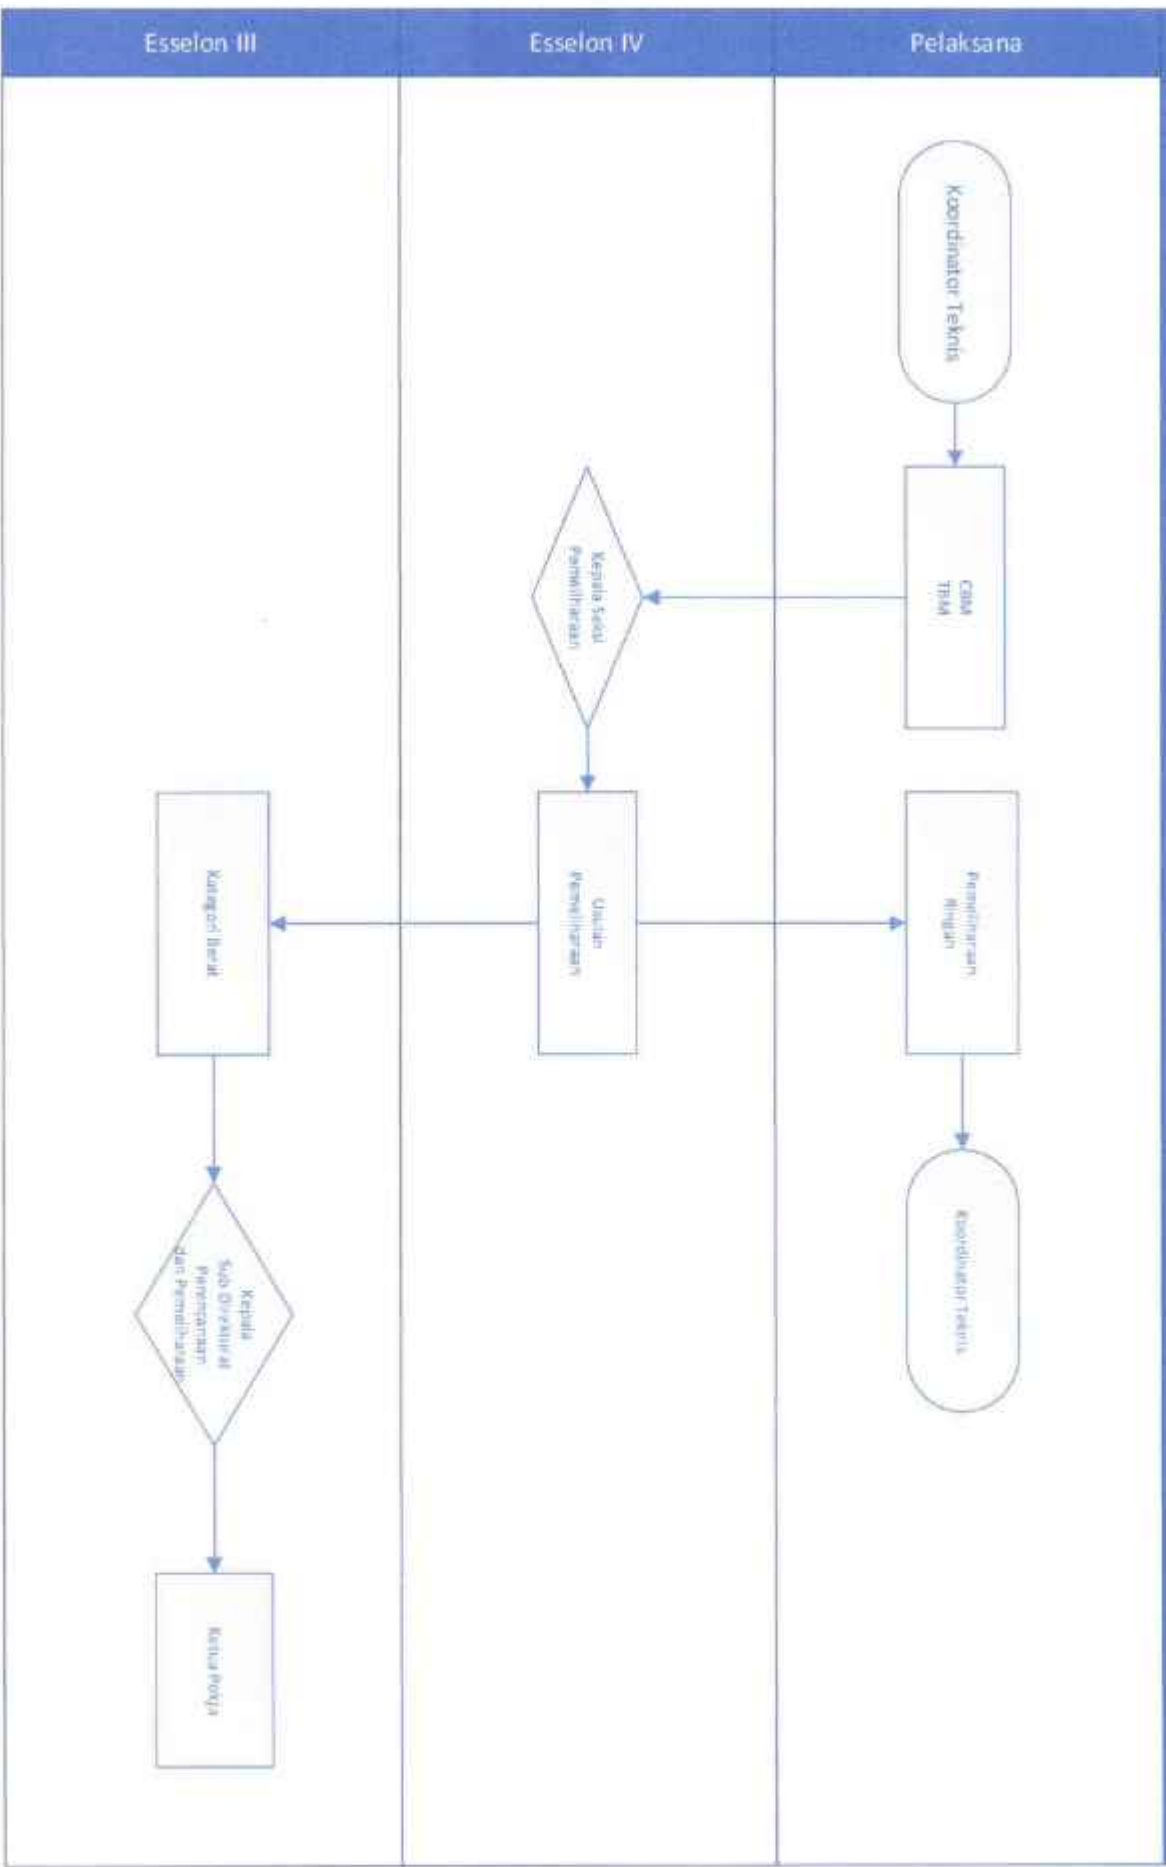 Esselon III
Esselon IV
Pelaksana
Koordinator Teknis
CBM
TBM
Kepala Seksi
Pemeliharaan
Usulan
Pemeliharaan
Pemeliharaan
Ringan
Koordinator Teknis
Kategori Berat
Kepala
Sub Direktorat
Perencanaan
dan Pemeliharaan
Ketua Pokja